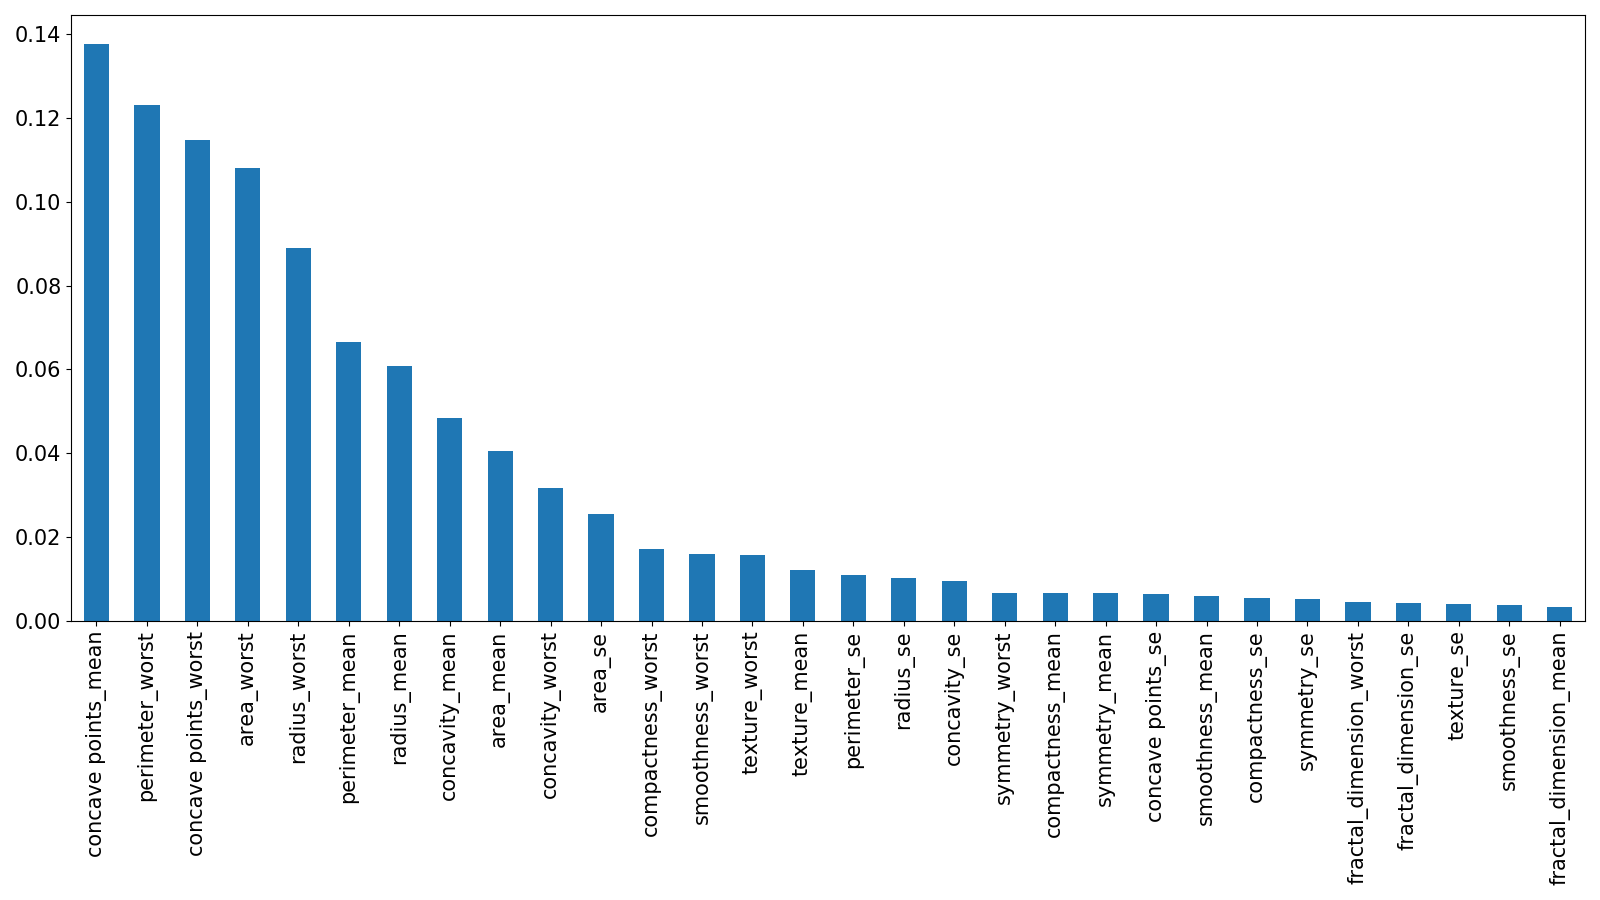 0.14
0.12
0.10
0.08
0.06
0.04
0.02
0.00
concave points_mean
perimeter_worst
concave points_worst
area_worst
radius_worst
perimeter_mean
radius_mean
concavity_mean
area_mean
concavity_worst
area_se
compactness_worst
smoothness_worst
texture_worst
texture_mean
perimeter_se
radius_se
concavity_se
symmetry_worst
compactness_mean
symmetry_mean
concave points_se
smoothness_mean
compactness_se
symmetry_se
fractal_dimension_worst
fractal_dimension_se
texture_se
smoothness_se
fractal_dimension_mean